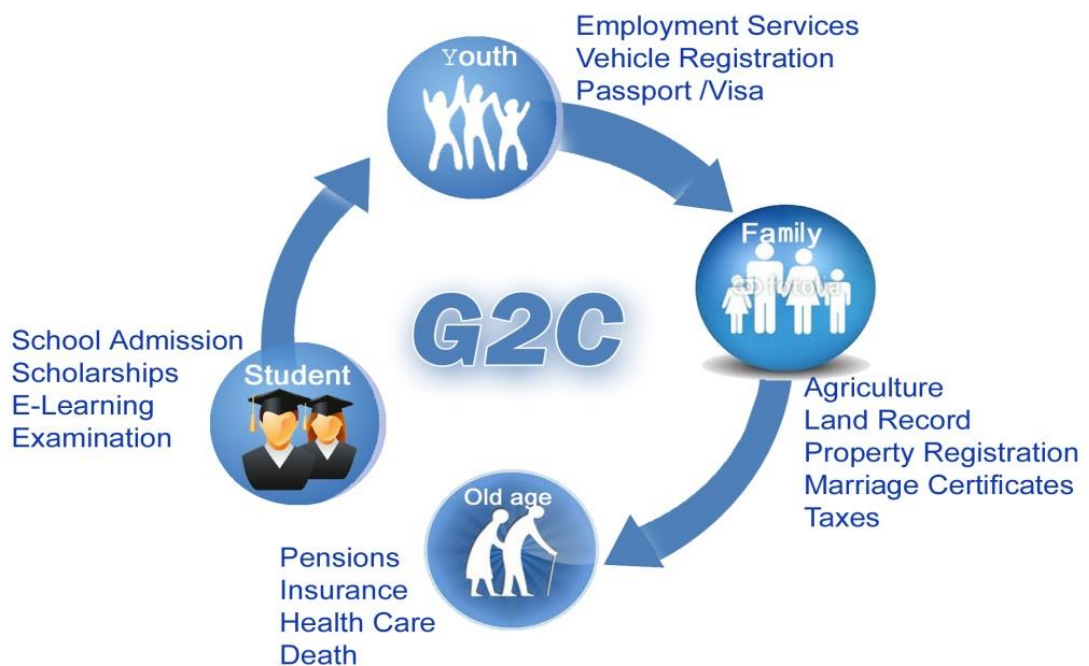 Youth
Employment Services
Vehicle Registration
Passport /Visa
Family
fotolia
G2C
School Admission
Scholarships
E-Learning
Examination
Student
Agriculture
Land Record
Property Registration
Marriage Certificates
Taxes
Old age
Pensions
Insurance
Health Care
Death